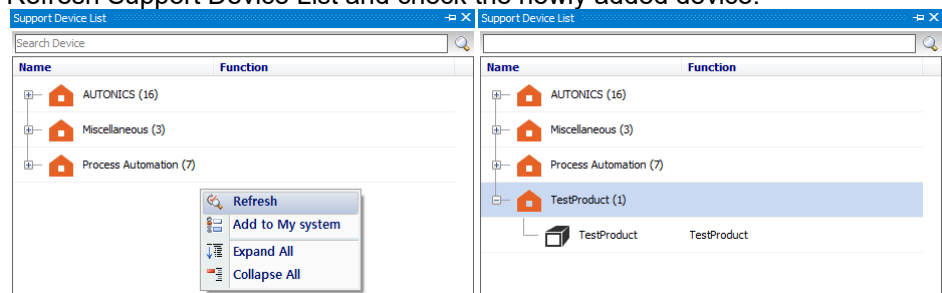 Refresh Support Device List and check the newly added device.
Support Device List
Search Device
Name Function
AUTONICS (16)
Miscellaneous (3)
Process Automation (7)
Refresh
Add to My system
Expand All
Collapse All
Support Device List
Name Function
AUTONICS (16)
Miscellaneous (3)
Process Automation (7)
TestProduct (1)
TestProduct TestProduct